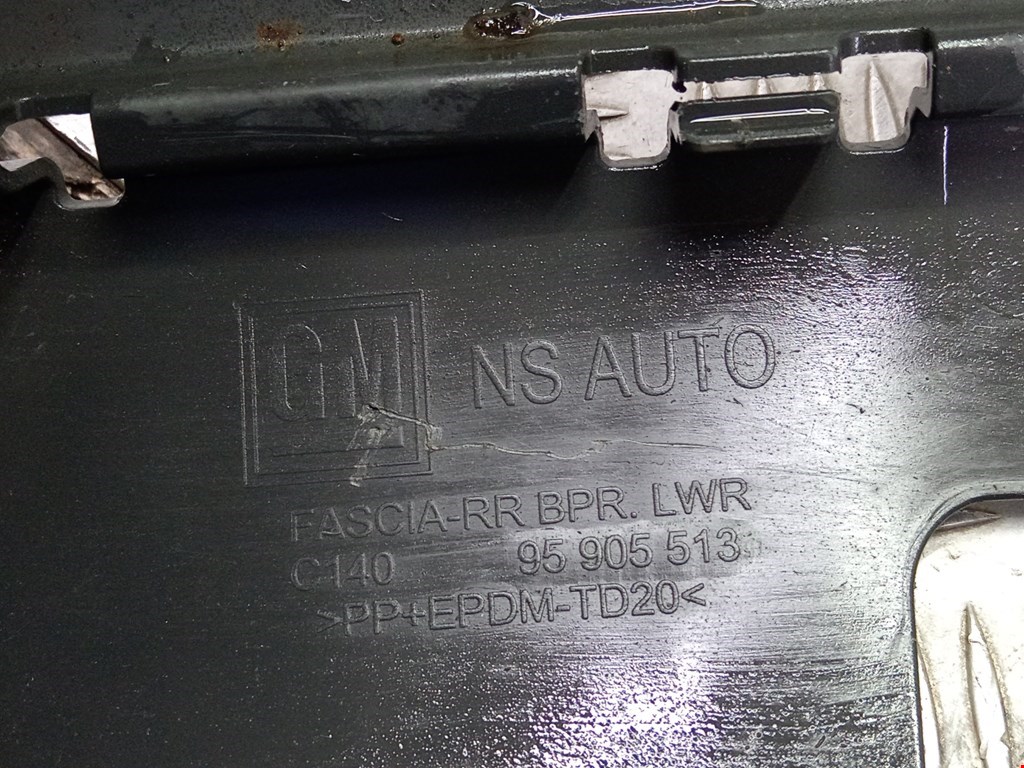 GM NS AUTO
FASCIA-RR BPR. LWR
C140 95 905 513
>PP+EPDM-TD20<